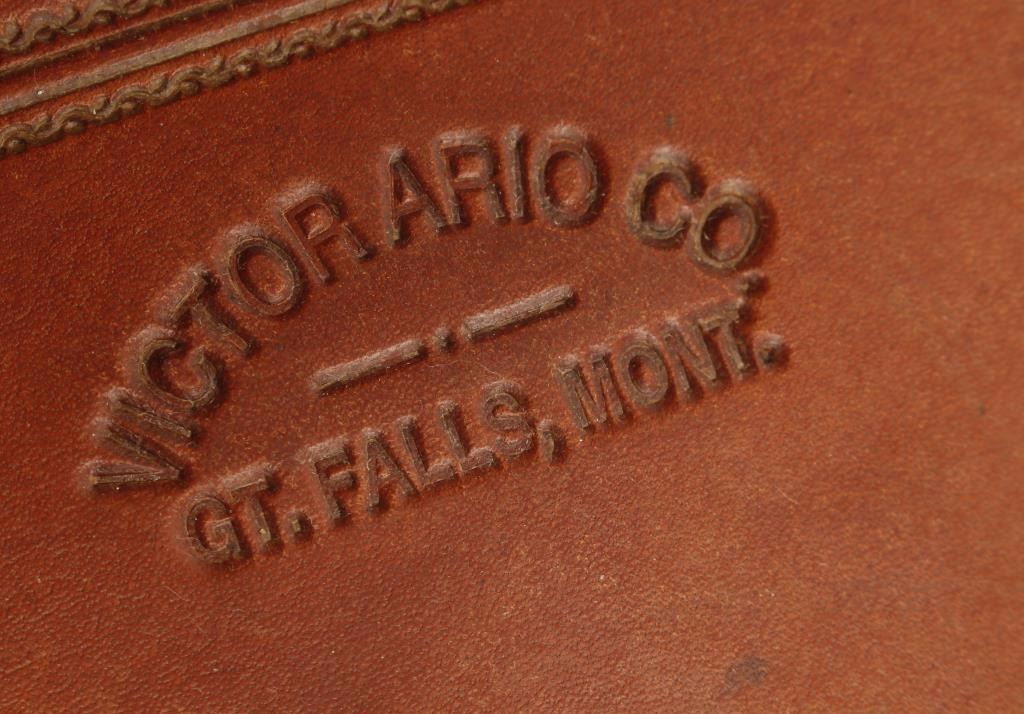 VICTOR ARIO CO.
GT. FALLS, MONT.